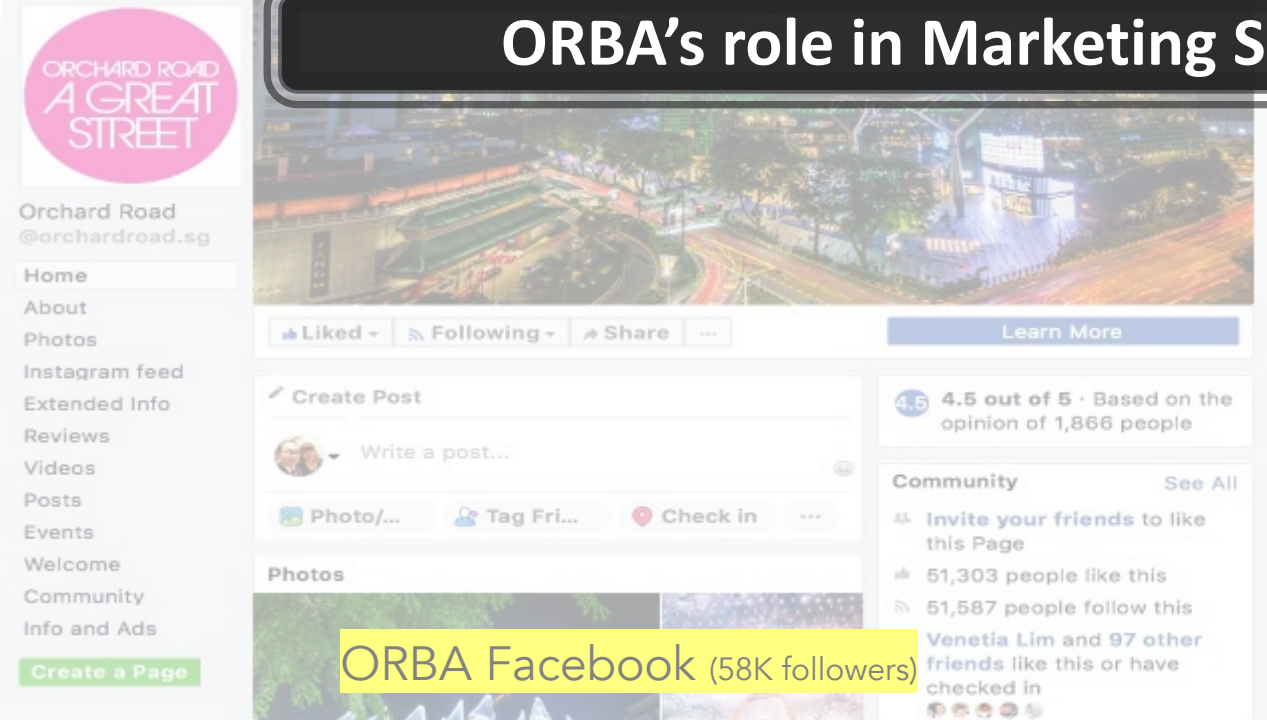 ORBA’s role in Marketing S
ORCHARD ROAD
A GREAT
STREET
Orchard Road
@orchardroad.sg
Home
About
Photos
Instagram feed
Extended Info
Reviews
Videos
Posts
Events
Welcome
Community
Info and Ads
Create a Page
Liked
Following
Share
...
Learn More
Create Post
Write a post...
Photo/...
Tag Fri...
Check in
...
Photos
4.5
4.5 out of 5 · Based on the
opinion of 1,866 people
Community
See All
Invite your friends to like
this Page
51,303 people like this
51,587 people follow this
Venetia Lim and 97 other
friends like this or have
checked in
ORBA Facebook (58K followers)